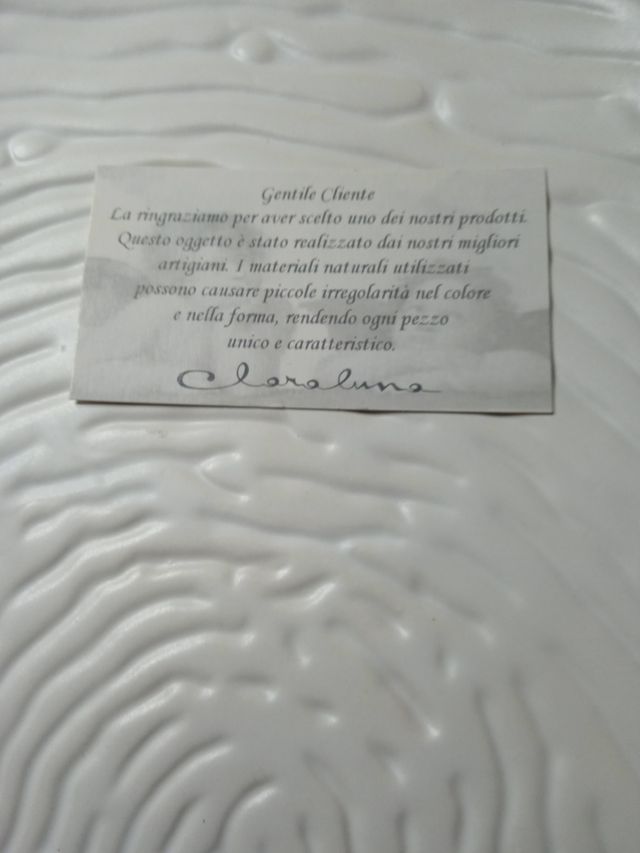 Gentile Cliente
La ringraziamo per aver scelto uno dei nostri prodotti.
Questo oggetto è stato realizzato dai nostri migliori
artigiani. I materiali naturali utilizzati
possono causare piccole irregolarità nel colore
e nella forma, rendendo ogni pezzo
unico e caratteristico.
Claraluna